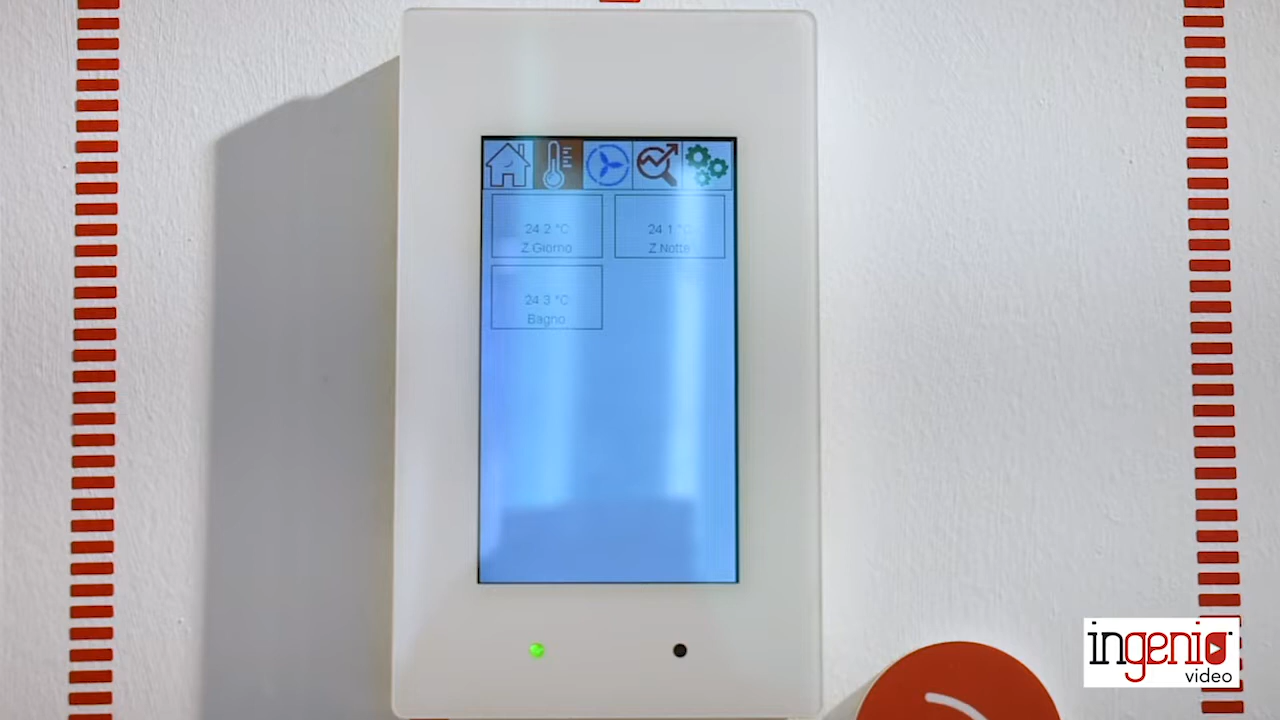 24.2 °C
Z.Giorno
24.1 °C
Z.Notte
24.3 °C
Bagno
ingenio
video